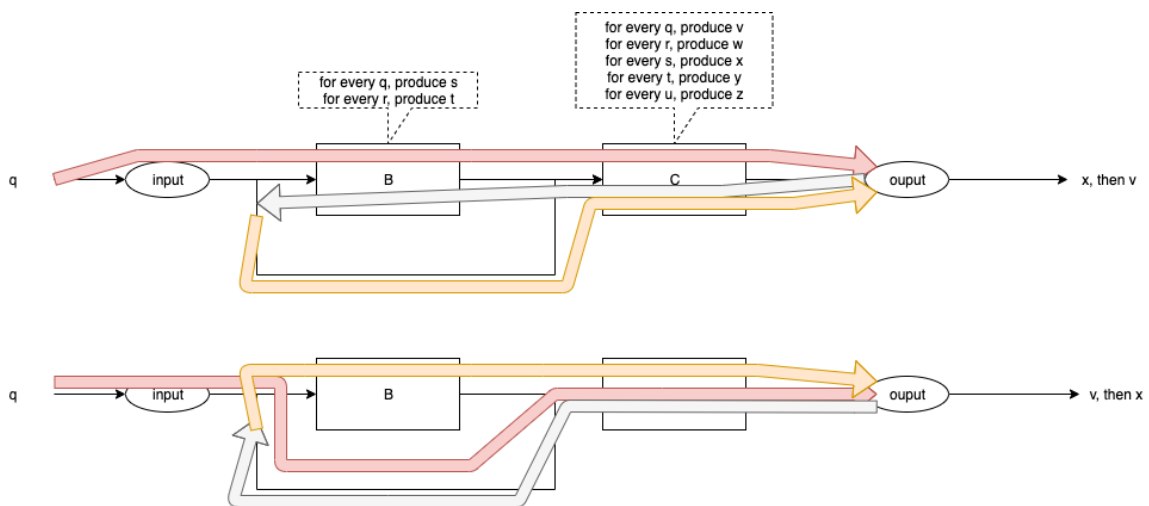 for every q, produce v
for every r, produce w
for every s, produce x
for every t, produce y
for every u, produce z
for every q, produce s
for every r, produce t
q
input
B
C
ouput
x, then v
q
input
B
ouput
v, then x